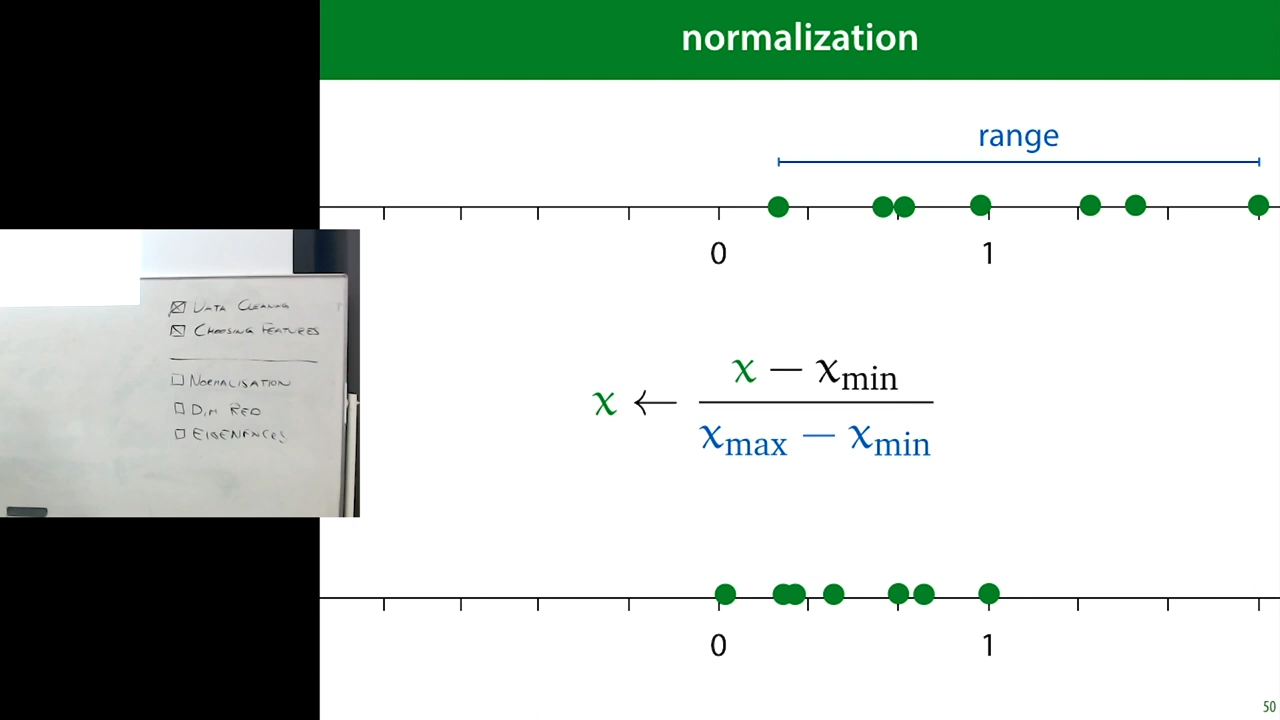 normalization
range
0 1
x ← x − xmin / xmax − xmin
0 1
50
☒ DATA CLEANING
☒ CHOOSING FEATURES
☐ NORMALISATION
☐ DIM RED
☐ EIGENFACES